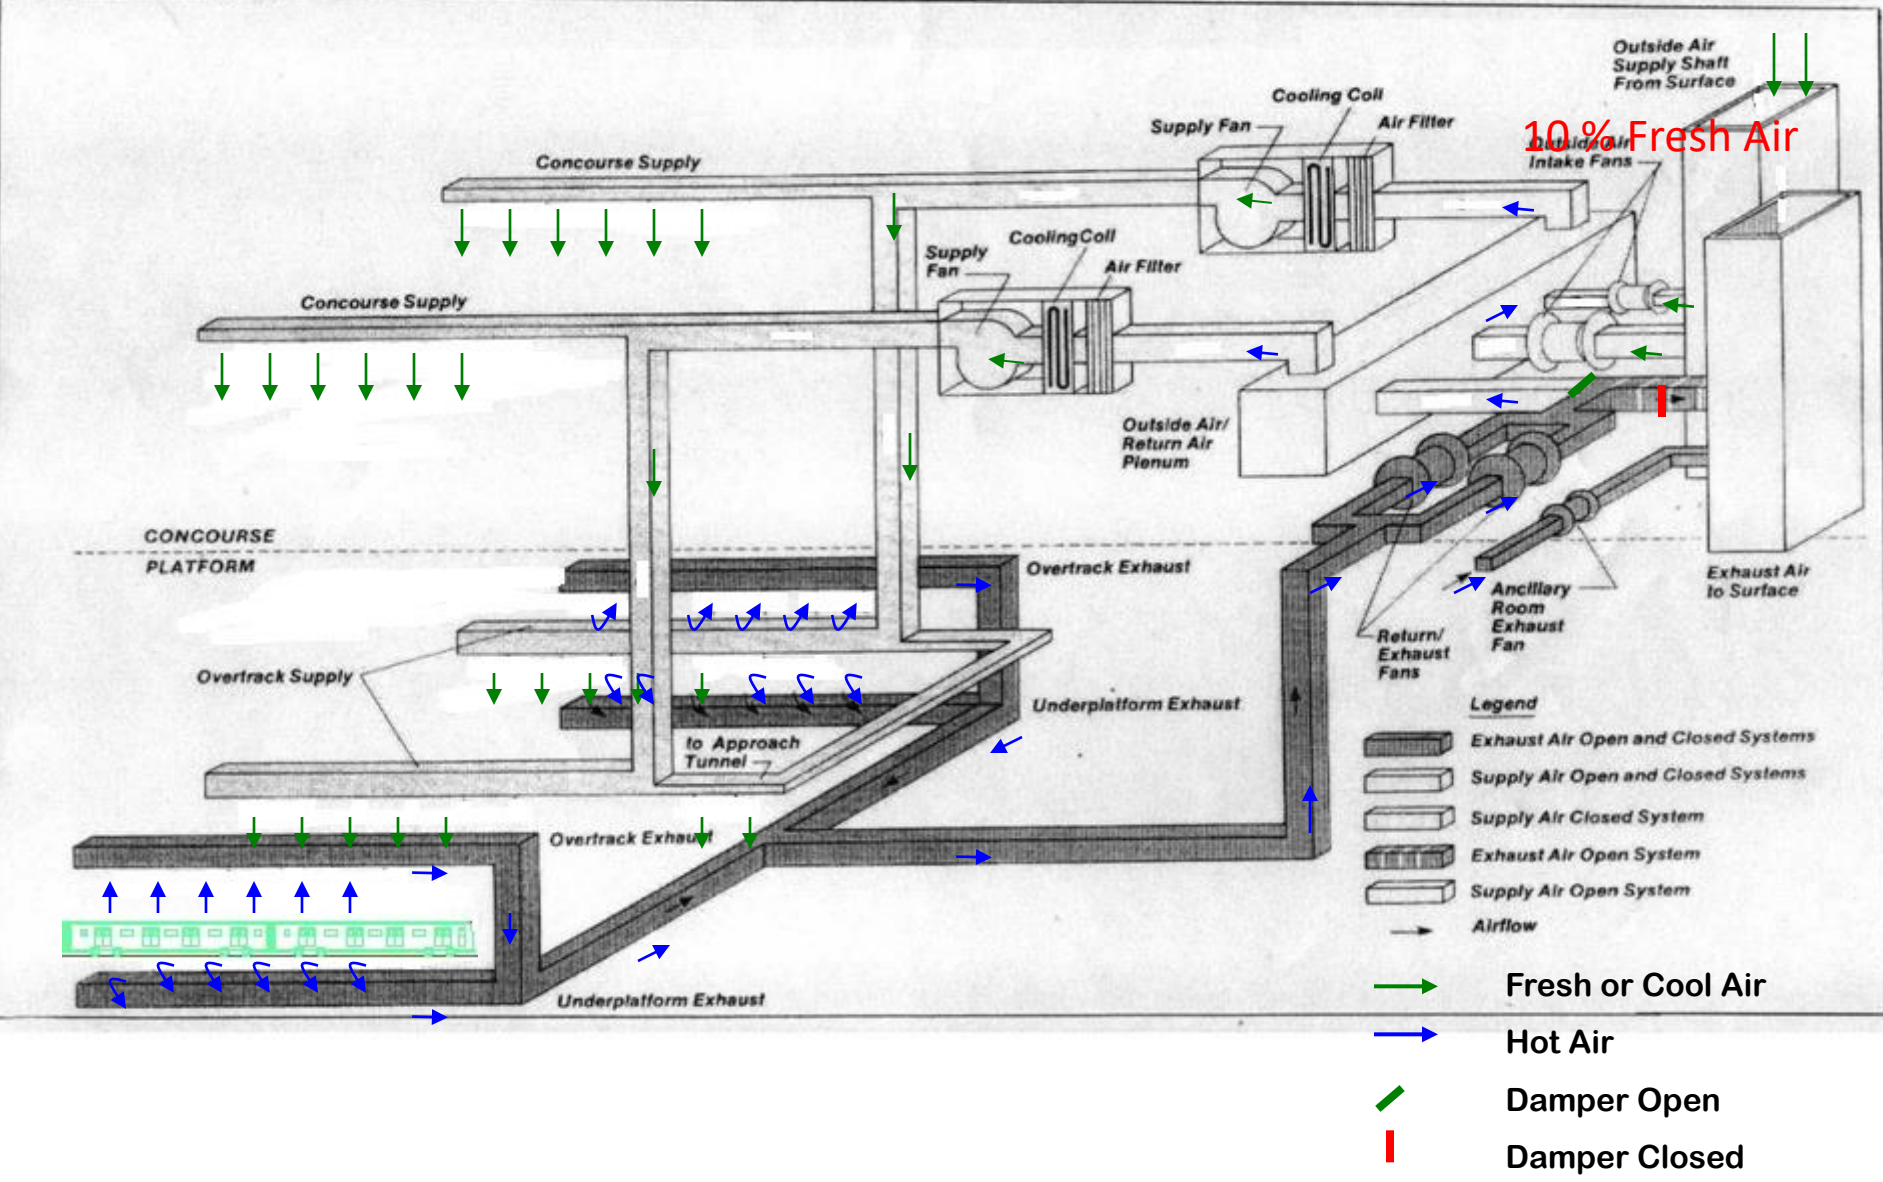 Outside Air
Supply Shaft
From Surface
Cooling Coil
Supply Fan
Air Filter
10 % Fresh Air
Outside Air
Intake Fans
Concourse Supply
Supply
Fan
Cooling Coil
Air Filter
Concourse Supply
Outside Air/
Return Air
Plenum
CONCOURSE
PLATFORM
Overtrack Exhaust
Exhaust Air
to Surface
Ancillary
Room
Exhaust
Fan
Return/
Exhaust
Fans
Overtrack Supply
Underplatform Exhaust
to Approach
Tunnel
Legend
Exhaust Air Open and Closed Systems
Supply Air Open and Closed Systems
Supply Air Closed System
Exhaust Air Open System
Supply Air Open System
Airflow
Overtrack Exhaust
Underplatform Exhaust
Fresh or Cool Air
Hot Air
Damper Open
Damper Closed